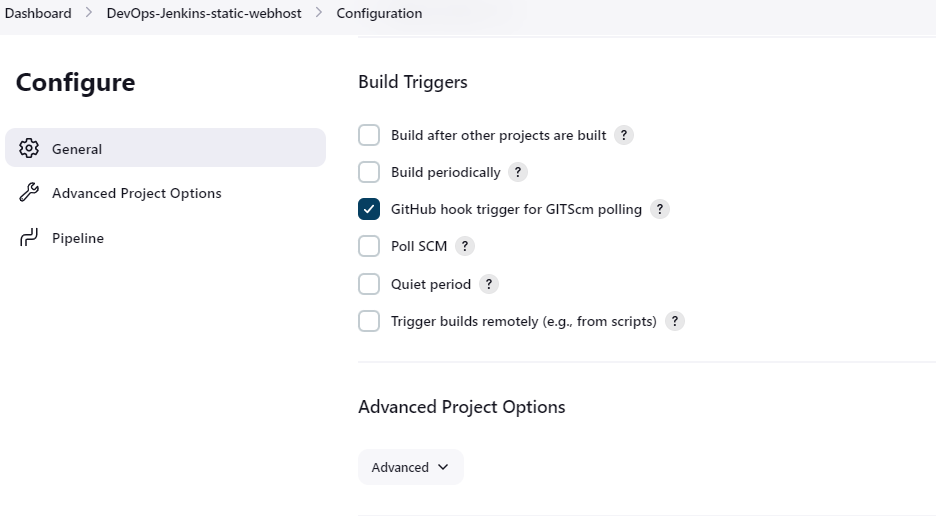 Dashboard > DevOps-Jenkins-static-webhost > Configuration
Configure
General
Advanced Project Options
Pipeline
Build Triggers
Build after other projects are built ?
Build periodically ?
GitHub hook trigger for GITScm polling ?
Poll SCM ?
Quiet period ?
Trigger builds remotely (e.g., from scripts) ?
Advanced Project Options
Advanced